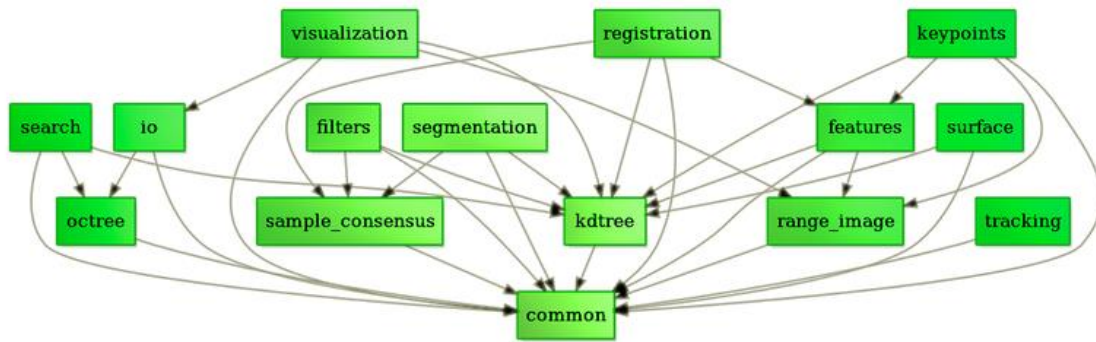 visualization
registration
keypoints
search
io
filters
segmentation
features
surface
octree
sample_consensus
kdtree
range_image
tracking
common